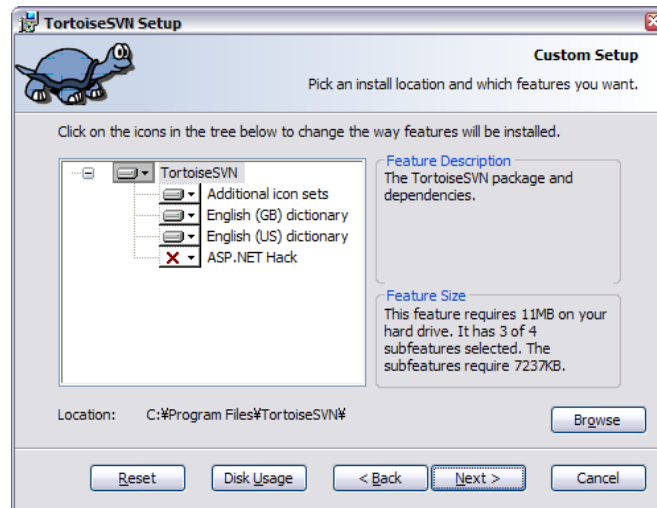 TortoiseSVN Setup
Custom Setup
Pick an install location and which features you want.
Click on the icons in the tree below to change the way features will be installed.
TortoiseSVN
Additional icon sets
English (GB) dictionary
English (US) dictionary
ASP.NET Hack
Feature Description
The TortoiseSVN package and
dependencies.
Feature Size
This feature requires 11MB on your
hard drive. It has 3 of 4
subfeatures selected. The
subfeatures require 7237KB.
Location: C:¥Program Files¥TortoiseSVN¥
Browse
Reset Disk Usage < Back Next > Cancel